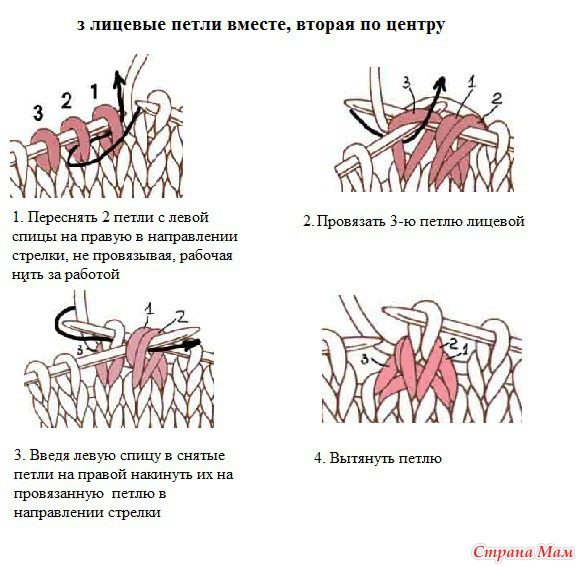 з лицевые петли вместе, вторая по центру
3 2 1
3 1 2
1. Переснять 2 петли с левой
спицы на правую в направлении
стрелки, не провязывая, рабочая
нить за работой
2.Провязать 3-ю петлю лицевой
3 1 2
3 2 1
3. Введя левую спицу в снятые
петли на правой накинуть их на
провязанную петлю в
направлении стрелки
4. Вытянуть петлю
Страна Мам